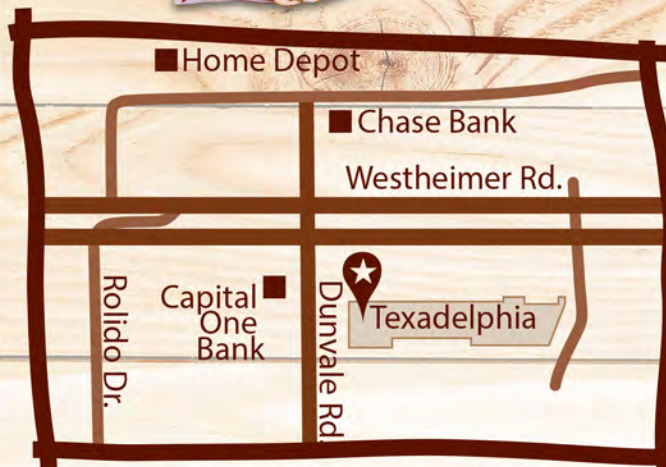 Home Depot
Chase Bank
Westheimer Rd.
Rolido Dr.
Capital
One
Bank
Dunvale Rd.
Texadelphia